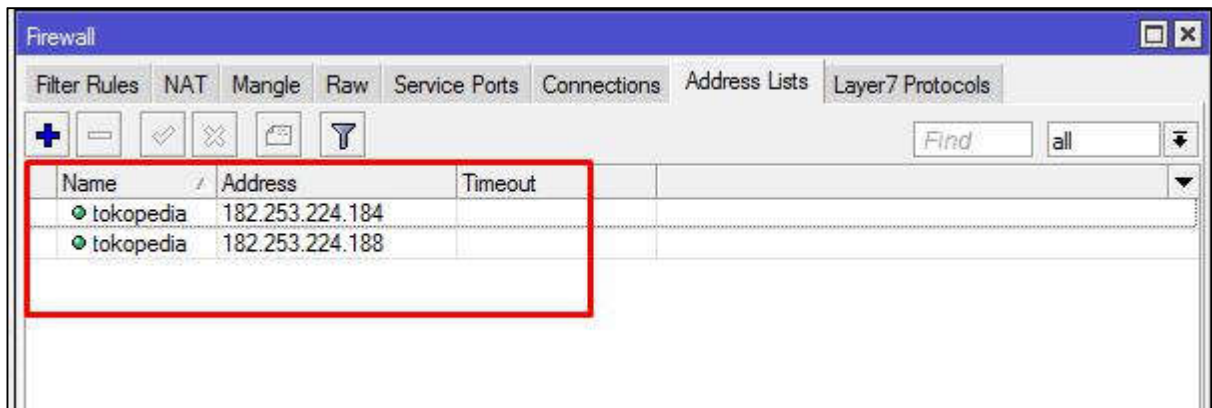 Firewall
Filter Rules NAT Mangle Raw Service Ports Connections Address Lists Layer7 Protocols
Find all
Name Address Timeout
tokopedia 182.253.224.184
tokopedia 182.253.224.188